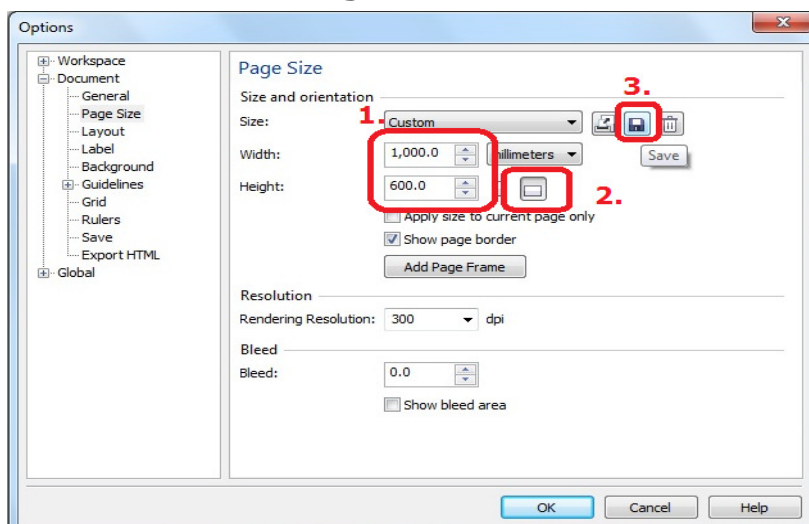 Options
Workspace
Document
General
Page Size
Layout
Label
Background
Guidelines
Grid
Rulers
Save
Export HTML
Global
Page Size
Size and orientation
3.
Size:
1.
Custom
Width:
1,000.0
millimeters
Save
Height:
600.0
2.
Apply size to current page only
Show page border
Add Page Frame
Resolution
Rendering Resolution:
300
dpi
Bleed
Bleed:
0.0
Show bleed area
OK
Cancel
Help